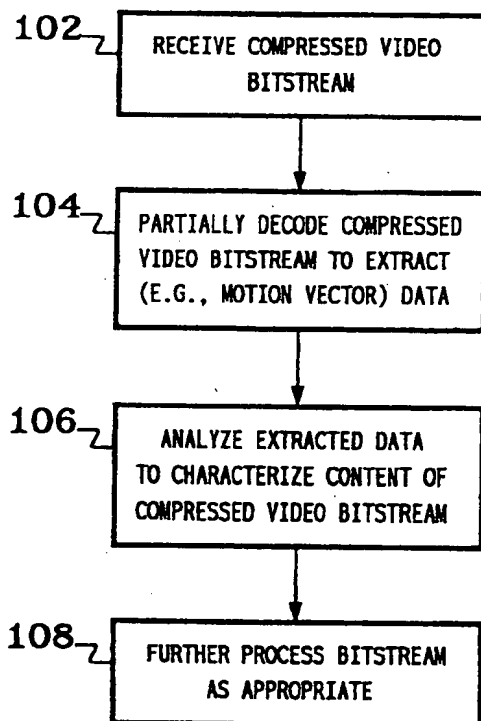 102
RECEIVE COMPRESSED VIDEO
BITSTREAM
104
PARTIALLY DECODE COMPRESSED
VIDEO BITSTREAM TO EXTRACT
(E.G., MOTION VECTOR) DATA
106
ANALYZE EXTRACTED DATA
TO CHARACTERIZE CONTENT OF
COMPRESSED VIDEO BITSTREAM
108
FURTHER PROCESS BITSTREAM
AS APPROPRIATE